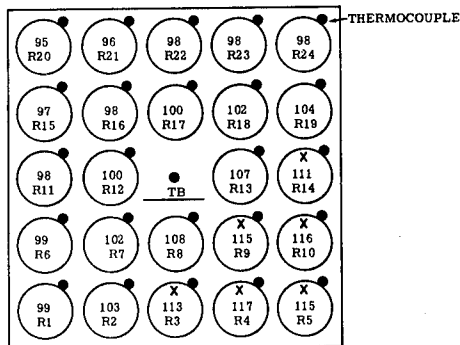 THERMOCOUPLE
95 96 98 98 98
R20 R21 R22 R23 R24
97 98 100 102 104
R15 R16 R17 R18 R19
X
98 100 107 111
R11 R12 TB R13 R14
X X
99 102 108 115 116
R6 R7 R8 R9 R10
X X X
99 103 113 117 115
R1 R2 R3 R4 R5